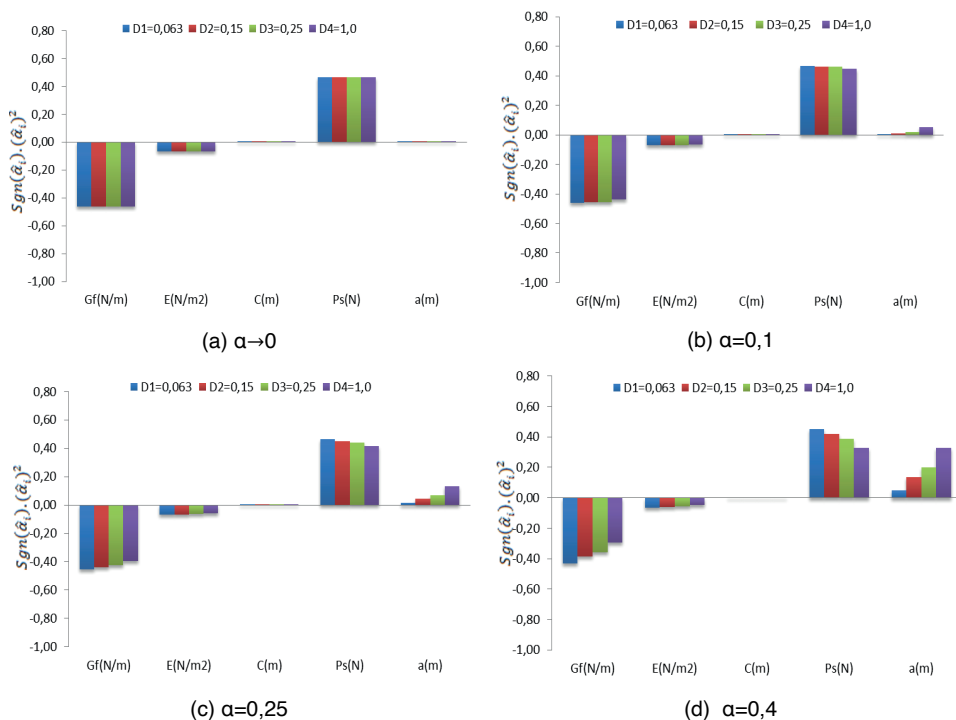 D1=0,063 D2=0,15 D3=0,25 D4=1,0
Sgn(α̂ᵢ).(α̂ᵢ)²
0,80
0,60
0,40
0,20
0,00
-0,20
-0,40
-0,60
-0,80
-1,00
Gf(N/m) E(N/m2) C(m) Ps(N) a(m)
(a) α→0
D1=0,063 D2=0,15 D3=0,25 D4=1,0
Sgn(α̂ᵢ).(α̂ᵢ)²
0,80
0,60
0,40
0,20
0,00
-0,20
-0,40
-0,60
-0,80
-1,00
Gf(N/m) E(N/m2) C(m) Ps(N) a(m)
(b) α=0,1
D1=0,063 D2=0,15 D3=0,25 D4=1,0
Sgn(α̂ᵢ).(α̂ᵢ)²
0,80
0,60
0,40
0,20
0,00
-0,20
-0,40
-0,60
-0,80
-1,00
Gf(N/m) E(N/m2) C(m) Ps(N) a(m)
(c) α=0,25
D1=0,063 D2=0,15 D3=0,25 D4=1,0
Sgn(α̂ᵢ).(α̂ᵢ)²
0,80
0,60
0,40
0,20
0,00
-0,20
-0,40
-0,60
-0,80
-1,00
Gf(N/m) E(N/m2) C(m) Ps(N) a(m)
(d) α=0,4